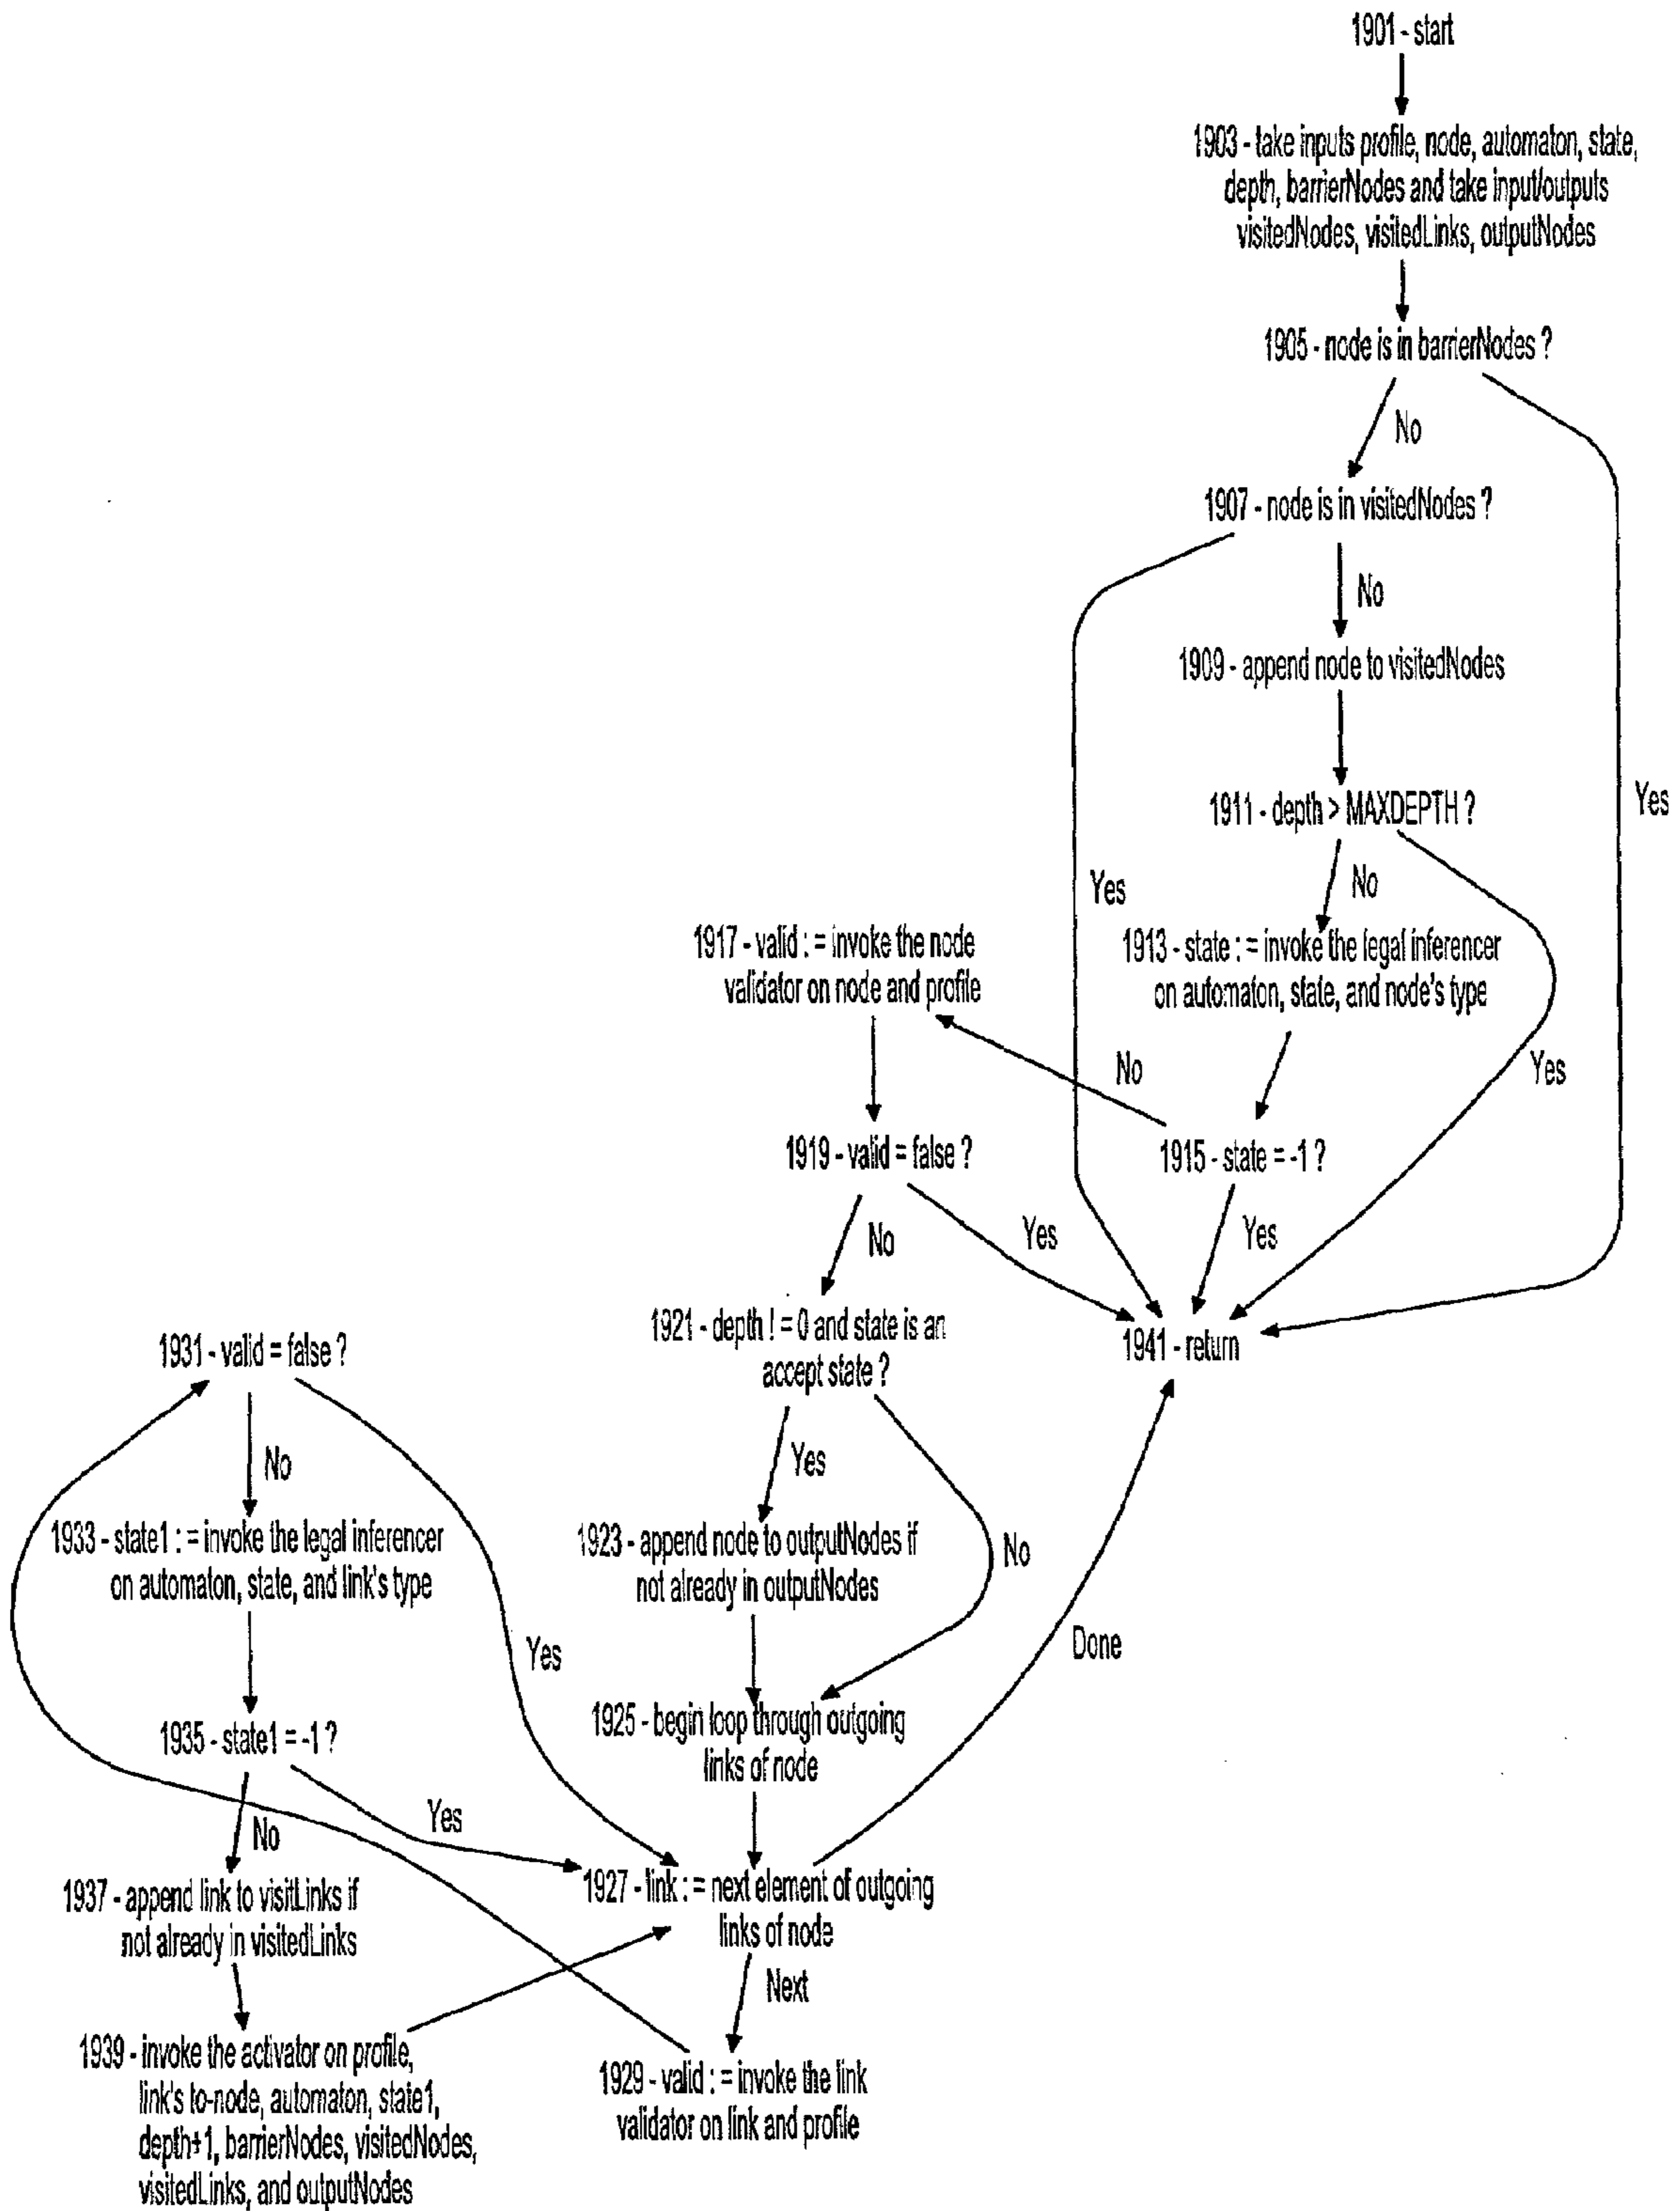 1901 - start
1903 - take inputs profile, node, automaton, state,
depth, barrierNodes and take input/outputs
visitedNodes, visitedLinks, outputNodes
1905 - node is in barrierNodes ?
No
Yes
1907 - node is in visitedNodes ?
No
Yes
1909 - append node to visitedNodes
1911 - depth > MAXDEPTH ?
No
Yes
1913 - state : = invoke the legal inferencer
on automaton, state, and node's type
1915 - state = -1 ?
No
Yes
1917 - valid : = invoke the node
validator on node and profile
1919 - valid = false ?
No
Yes
1921 - depth ! = 0 and state is an
accept state ?
Yes
No
1923 - append node to outputNodes if
not already in outputNodes
1925 - begin loop through outgoing
links of node
1927 - link : = next element of outgoing
links of node
Next
Done
1929 - valid : = invoke the link
validator on link and profile
1931 - valid = false ?
No
Yes
1933 - state1 : = invoke the legal inferencer
on automaton, state, and link's type
1935 - state1 = -1 ?
No
Yes
1937 - append link to visitLinks if
not already in visitedLinks
1939 - invoke the activator on profile,
link's to-node, automaton, state1,
depth+1, barrierNodes, visitedNodes,
visitedLinks, and outputNodes
1941 - return